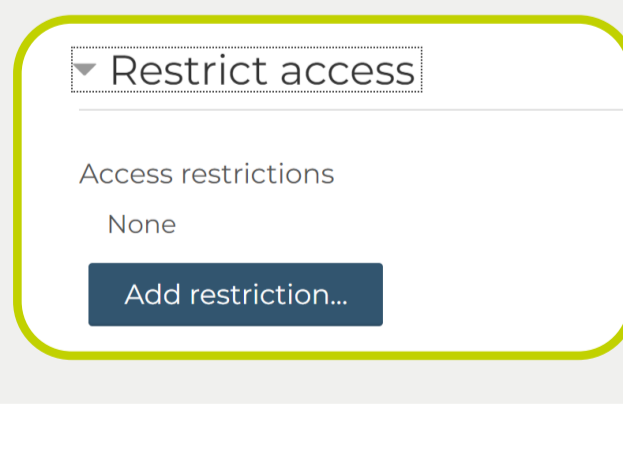 Restrict access
Access restrictions
None
Add restriction...